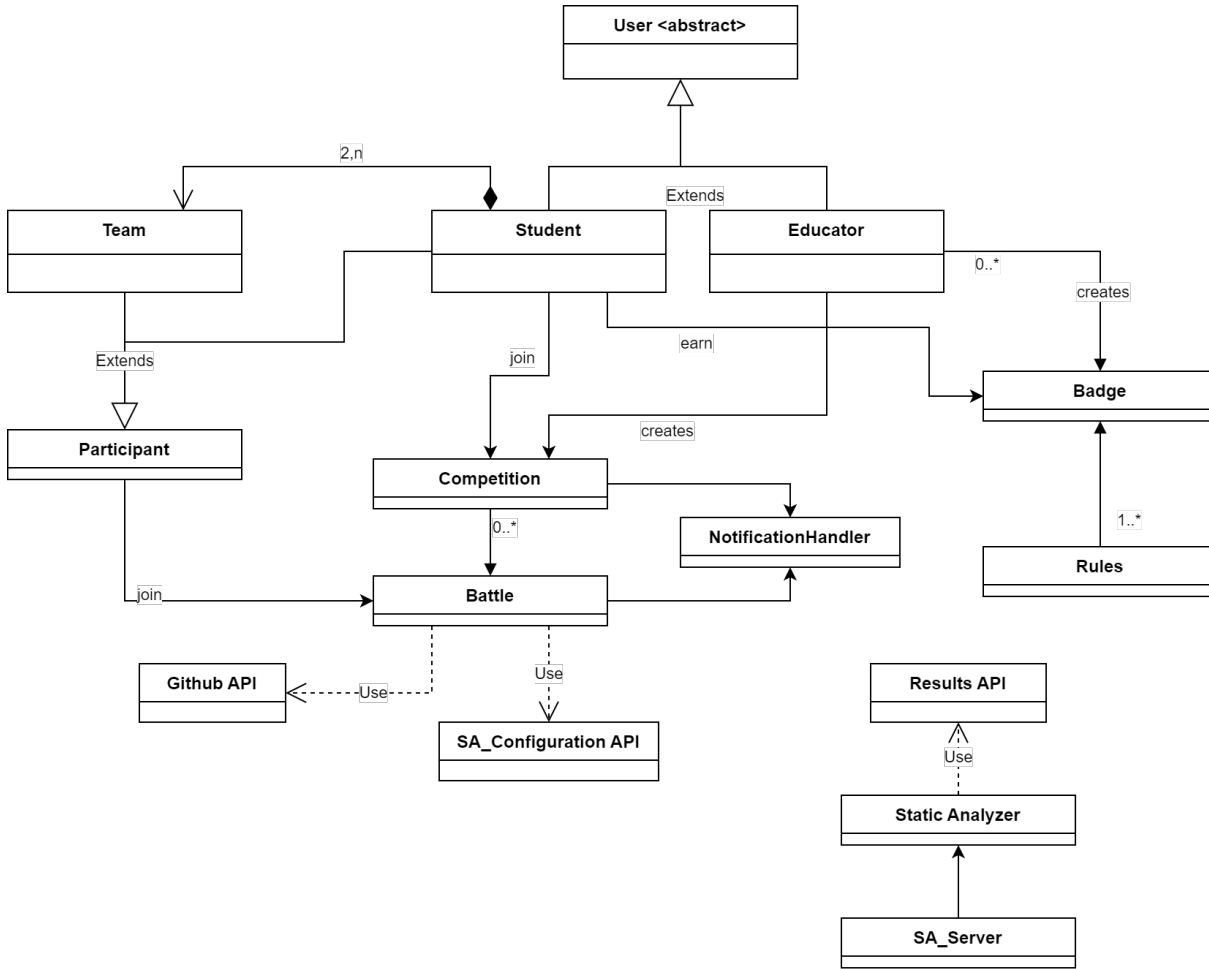 User <abstract>
2,n
Extends
Team
Student
Educator
0..*
creates
earn
join
Extends
Badge
creates
Participant
Competition
0..*
NotificationHandler
1..*
Rules
join
Battle
Use
Use
Github API
Results API
SA_Configuration API
Use
Static Analyzer
SA_Server